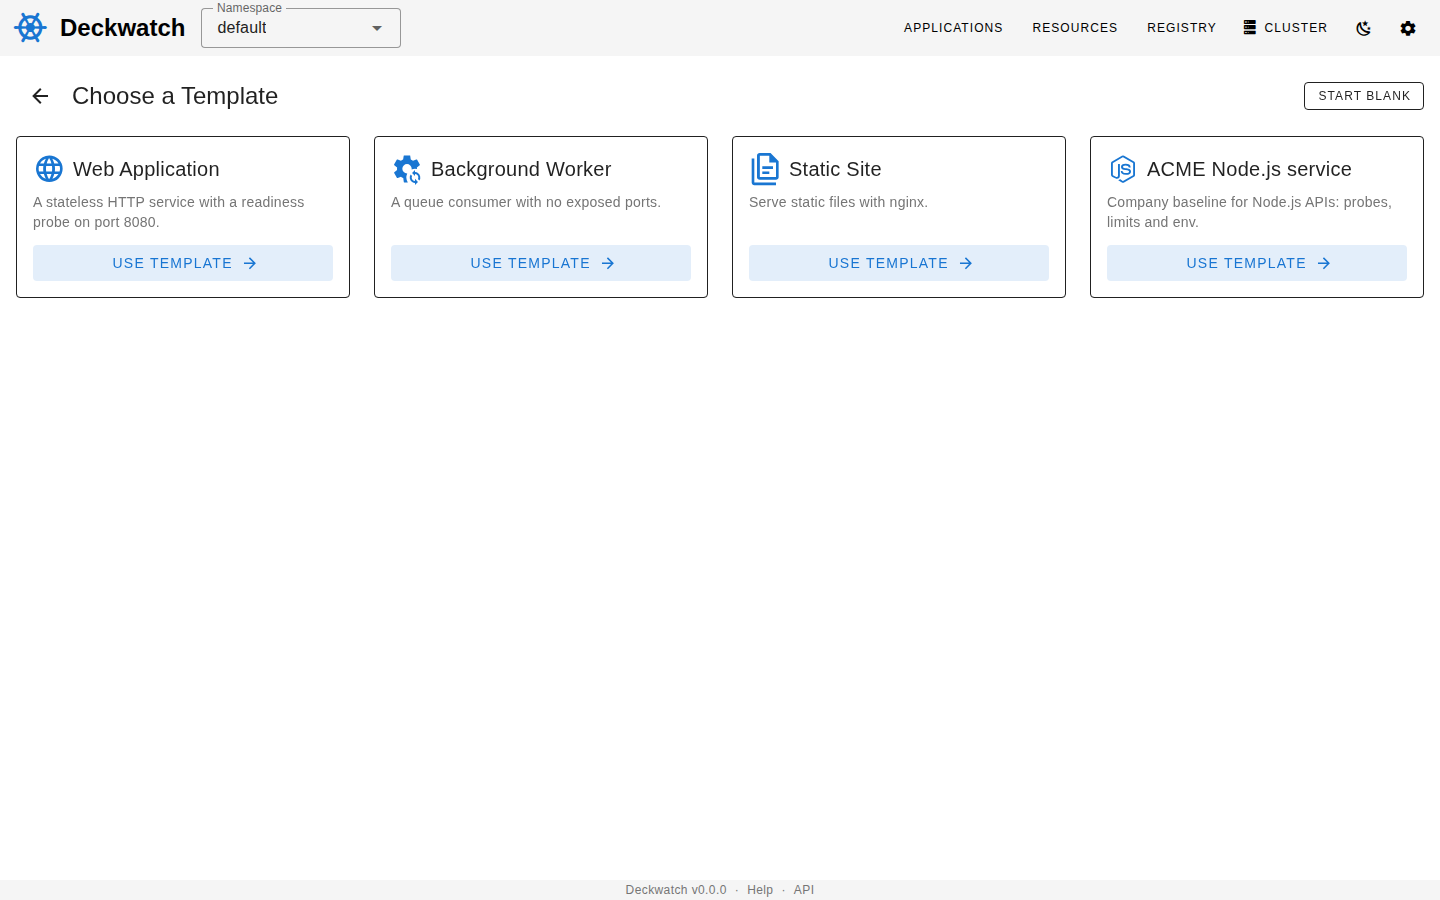 Deckwatch
Namespace
default
APPLICATIONS
RESOURCES
REGISTRY
CLUSTER
Choose a Template
START BLANK
Web Application
A stateless HTTP service with a readiness
probe on port 8080.
USE TEMPLATE
Background Worker
A queue consumer with no exposed ports.
USE TEMPLATE
Static Site
Serve static files with nginx.
USE TEMPLATE
JS
ACME Node.js service
Company baseline for Node.js APIs: probes,
limits and env.
USE TEMPLATE
Deckwatch v0.0.0 · Help · API